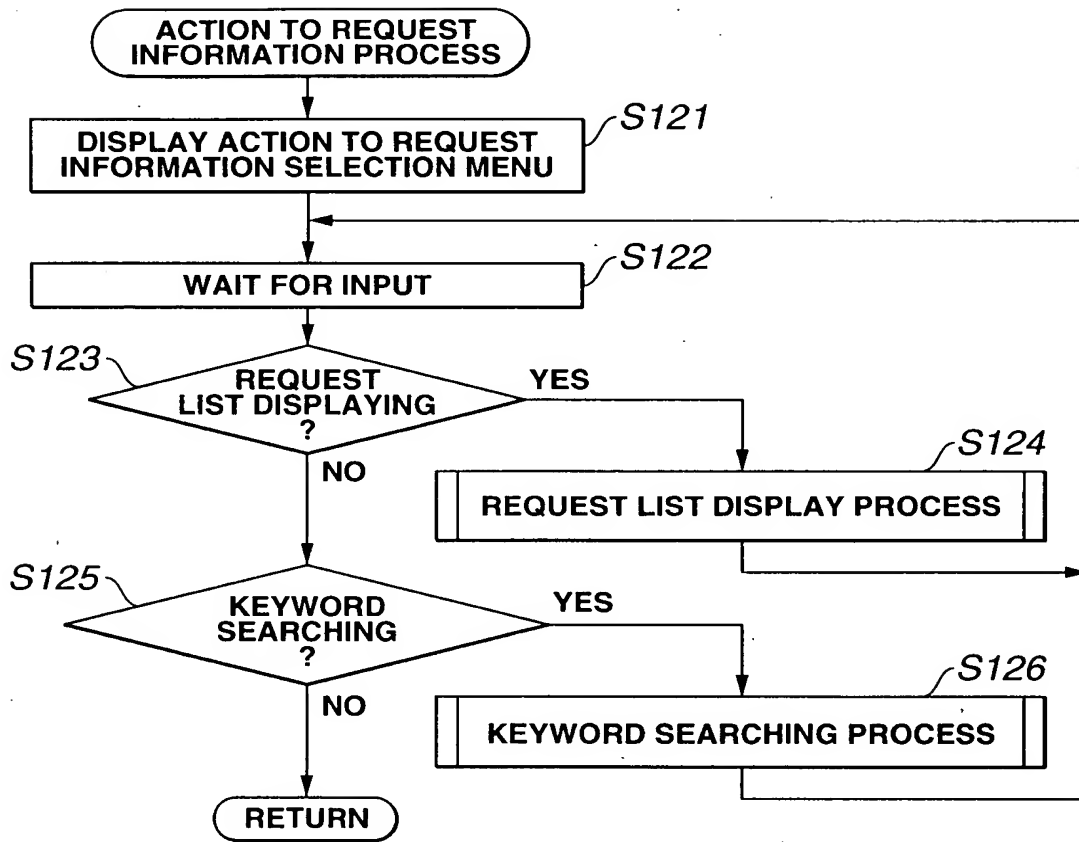 ACTION TO REQUEST
INFORMATION PROCESS
S121
DISPLAY ACTION TO REQUEST
INFORMATION SELECTION MENU
S122
WAIT FOR INPUT
S123
REQUEST
LIST DISPLAYING
?
YES
NO
S124
REQUEST LIST DISPLAY PROCESS
S125
KEYWORD
SEARCHING
?
YES
NO
S126
KEYWORD SEARCHING PROCESS
RETURN